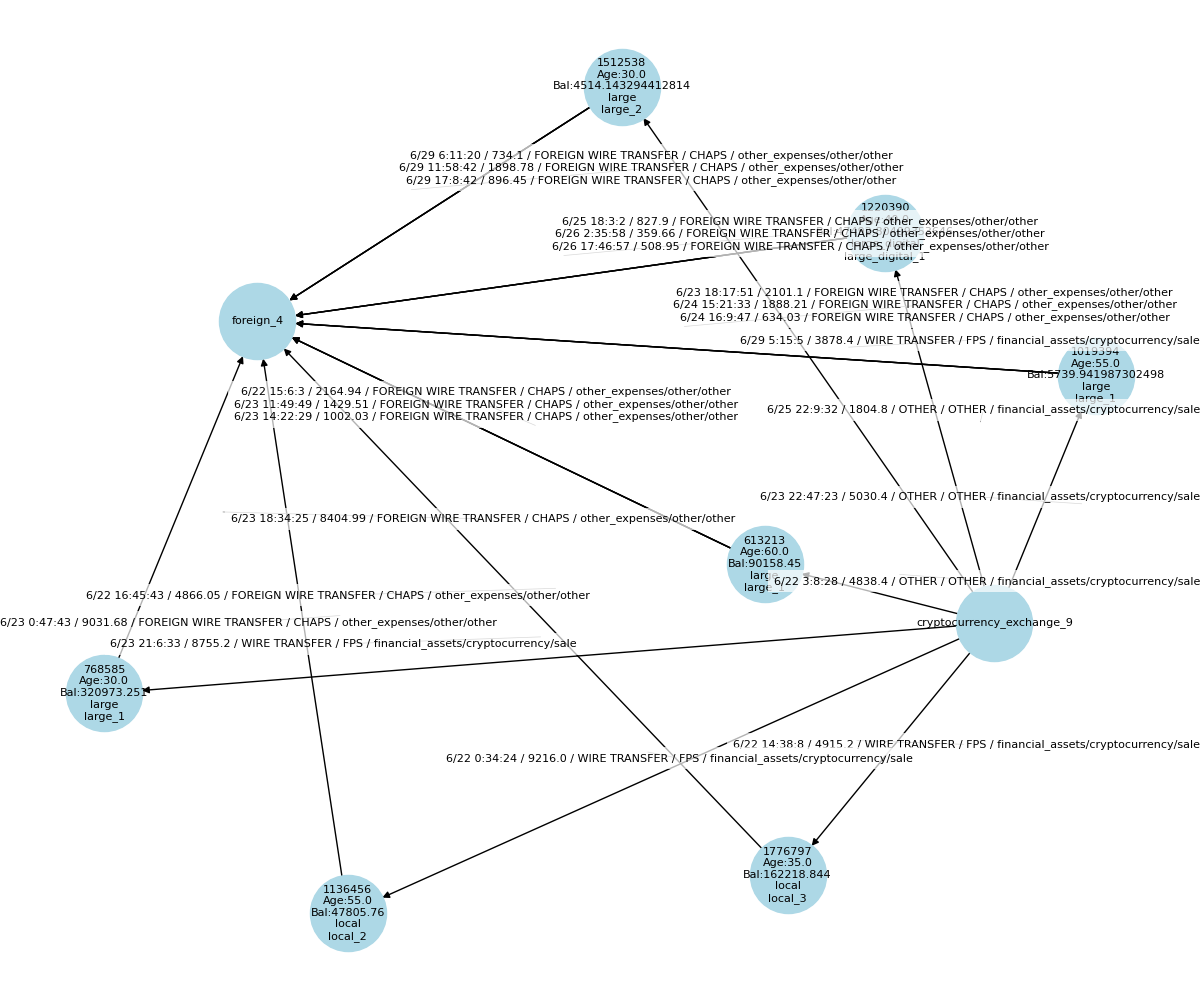 1512538
Age:30.0
Bal:4514.143294412814
large
large_2
6/29 6:11:20 / 734.1 / FOREIGN WIRE TRANSFER / CHAPS / other_expenses/other/other
6/29 11:58:42 / 1898.78 / FOREIGN WIRE TRANSFER / CHAPS / other_expenses/other/other
6/29 17:8:42 / 896.45 / FOREIGN WIRE TRANSFER / CHAPS / other_expenses/other/other
1220390
6/25 18:3:2 / 827.9 / FOREIGN WIRE TRANSFER / CHAPS / other_expenses/other/other
6/26 2:35:58 / 359.66 / FOREIGN WIRE TRANSFER / CHAPS / other_expenses/other/other
6/26 17:46:57 / 508.95 / FOREIGN WIRE TRANSFER / CHAPS / other_expenses/other/other
large_digital_1
6/23 18:17:51 / 2101.1 / FOREIGN WIRE TRANSFER / CHAPS / other_expenses/other/other
6/24 15:21:33 / 1888.21 / FOREIGN WIRE TRANSFER / CHAPS / other_expenses/other/other
6/24 16:9:47 / 634.03 / FOREIGN WIRE TRANSFER / CHAPS / other_expenses/other/other
foreign_4
6/29 5:15:5 / 3878.4 / WIRE TRANSFER / FPS / financial_assets/cryptocurrency/sale
1019394
Age:55.0
Bal:5739.941987302498
large
large_1
6/22 15:6:3 / 2164.94 / FOREIGN WIRE TRANSFER / CHAPS / other_expenses/other/other
6/23 11:49:49 / 1429.51 / FOREIGN WIRE TRANSFER / CHAPS / other_expenses/other/other
6/23 14:22:29 / 1002.03 / FOREIGN WIRE TRANSFER / CHAPS / other_expenses/other/other
6/25 22:9:32 / 1804.8 / OTHER / OTHER / financial_assets/cryptocurrency/sale
6/23 22:47:23 / 5030.4 / OTHER / OTHER / financial_assets/cryptocurrency/sale
6/23 18:34:25 / 8404.99 / FOREIGN WIRE TRANSFER / CHAPS / other_expenses/other/other
613213
Age:60.0
Bal:90158.45
large
large_1
6/22 3:8:28 / 4838.4 / OTHER / OTHER / financial_assets/cryptocurrency/sale
6/22 16:45:43 / 4866.05 / FOREIGN WIRE TRANSFER / CHAPS / other_expenses/other/other
6/23 0:47:43 / 9031.68 / FOREIGN WIRE TRANSFER / CHAPS / other_expenses/other/other
cryptocurrency_exchange_9
6/23 21:6:33 / 8755.2 / WIRE TRANSFER / FPS / financial_assets/cryptocurrency/sale
768585
Age:30.0
Bal:320973.251
large
large_1
6/22 14:38:8 / 4915.2 / WIRE TRANSFER / FPS / financial_assets/cryptocurrency/sale
6/22 0:34:24 / 9216.0 / WIRE TRANSFER / FPS / financial_assets/cryptocurrency/sale
1776797
Age:35.0
Bal:162218.844
local
local_3
1136456
Age:55.0
Bal:47805.76
local
local_2